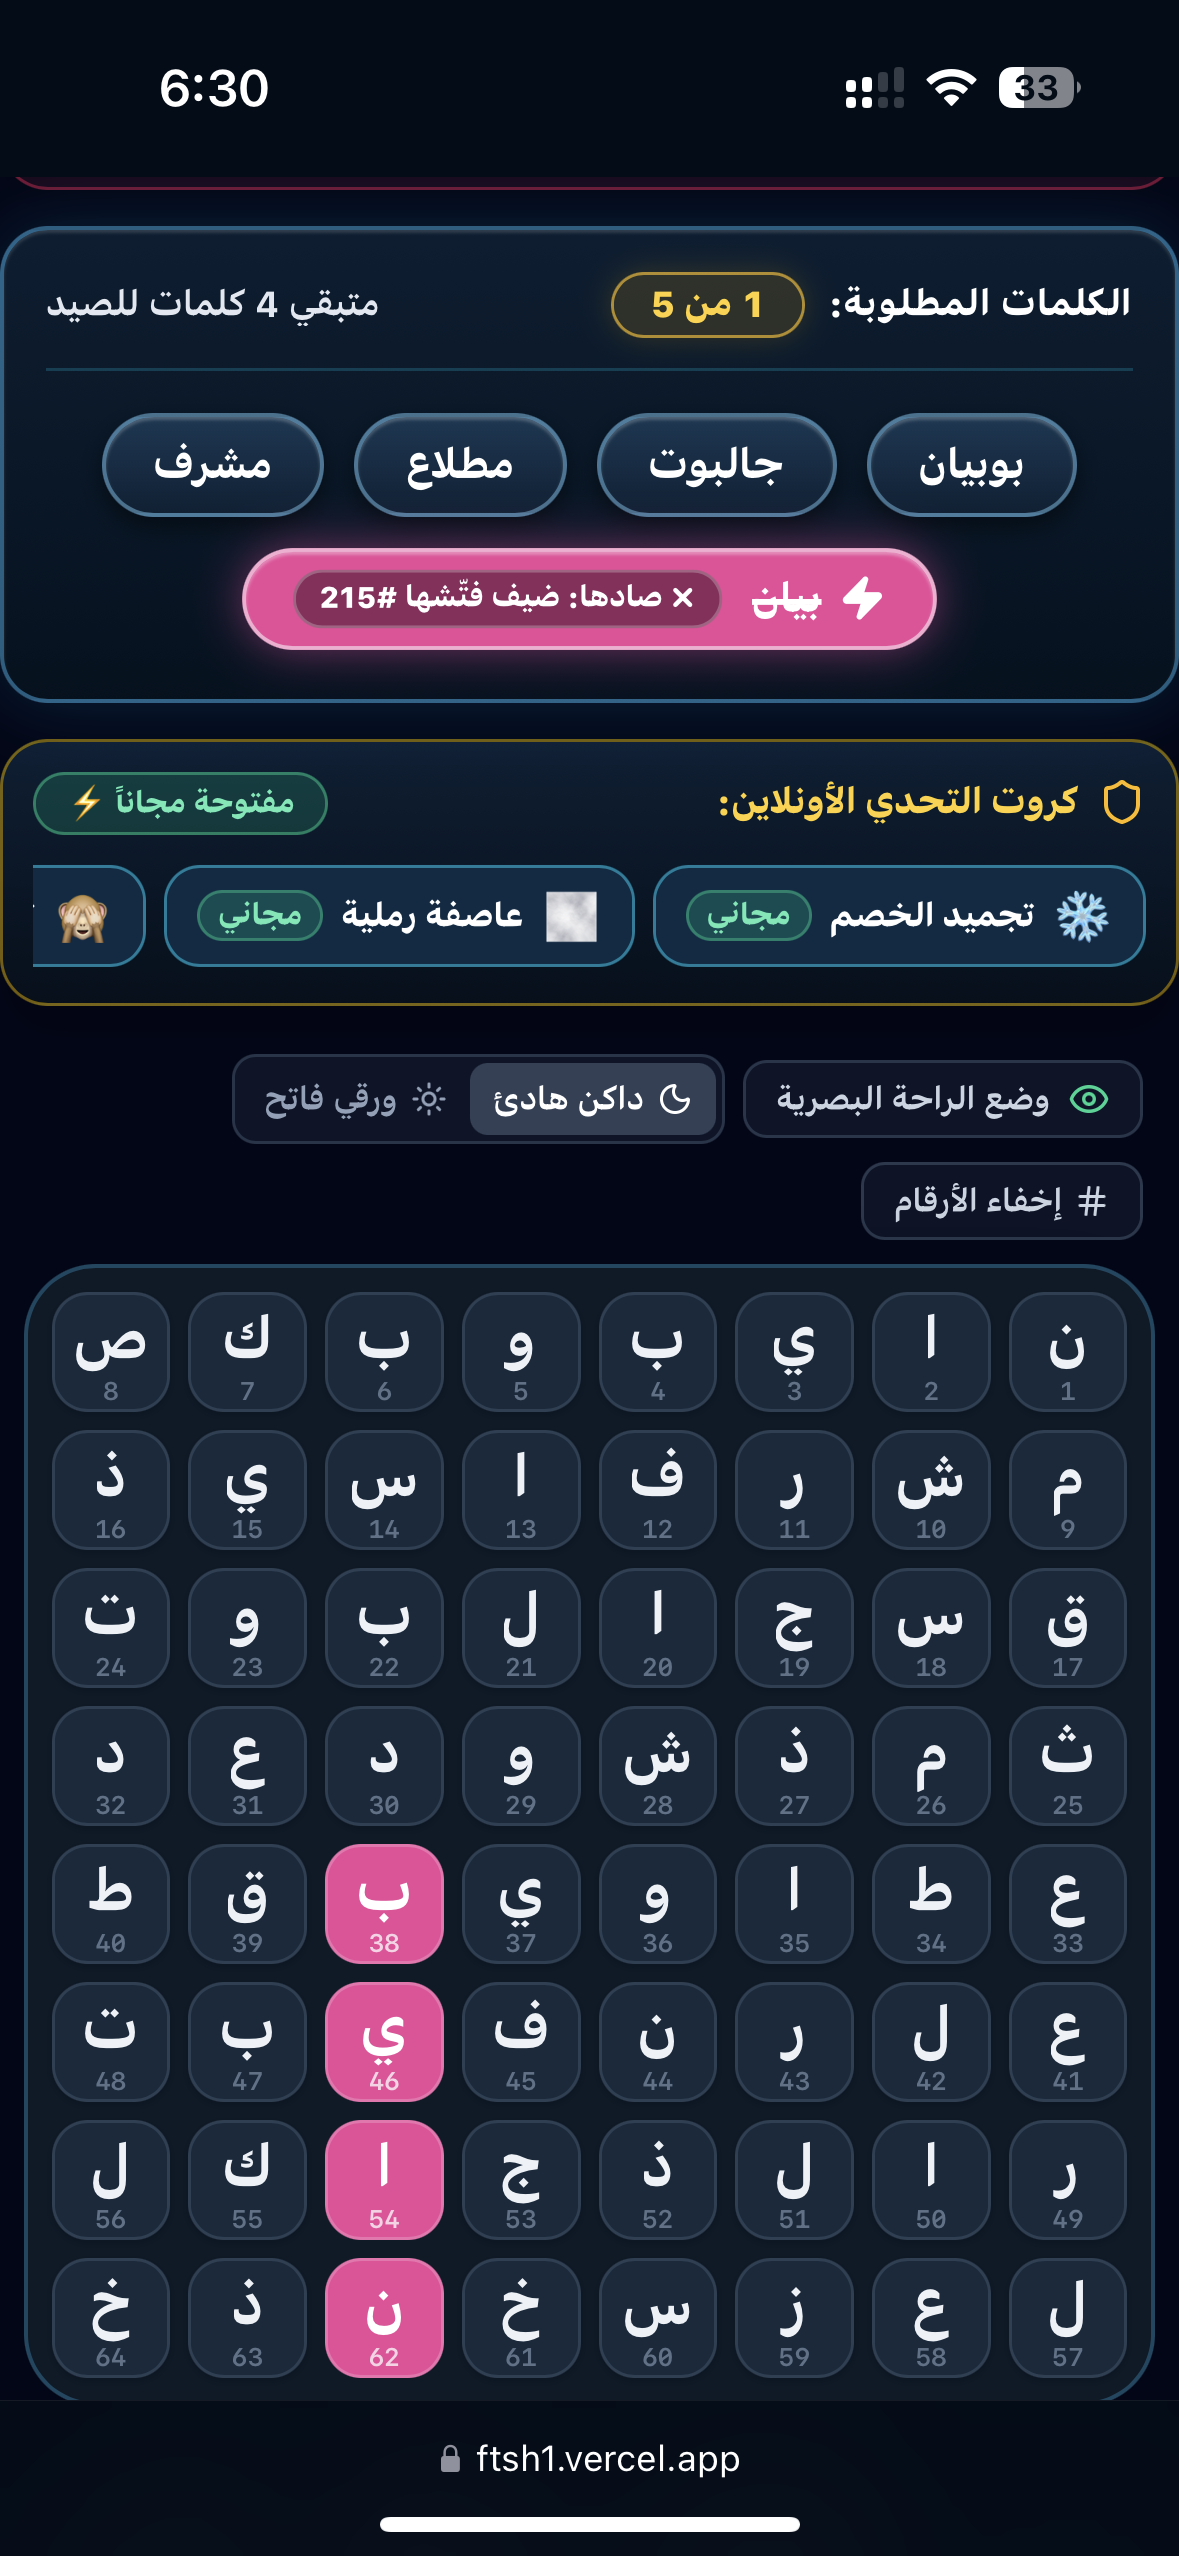 6:30
33
الكلمات المطلوبة: 1 من 5 متبقي 4 كلمات للصيد
بوبيان جالبوت مطلاع مشرف
بيان × صادها: ضيف فتّشها #215
كروت التحدي الأونلاين: مفتوحة مجاناً ⚡
تجميد الخصم مجاني عاصفة رملية مجاني
وضع الراحة البصرية داكن هادئ ورقي فاتح
# إخفاء الأرقام
ن ا ي ب و ب ك ص
1 2 3 4 5 6 7 8
م ش ر ف ا س ي ذ
9 10 11 12 13 14 15 16
ق س ج ا ل ب و ت
17 18 19 20 21 22 23 24
ث م ذ ش و د ع د
25 26 27 28 29 30 31 32
ع ط ا و ي ب ق ط
33 34 35 36 37 38 39 40
ع ل ر ن ف ي ب ت
41 42 43 44 45 46 47 48
ر ا ل ذ ج ا ك ل
49 50 51 52 53 54 55 56
ل ع ز س خ ن ذ خ
57 58 59 60 61 62 63 64
ftsh1.vercel.app